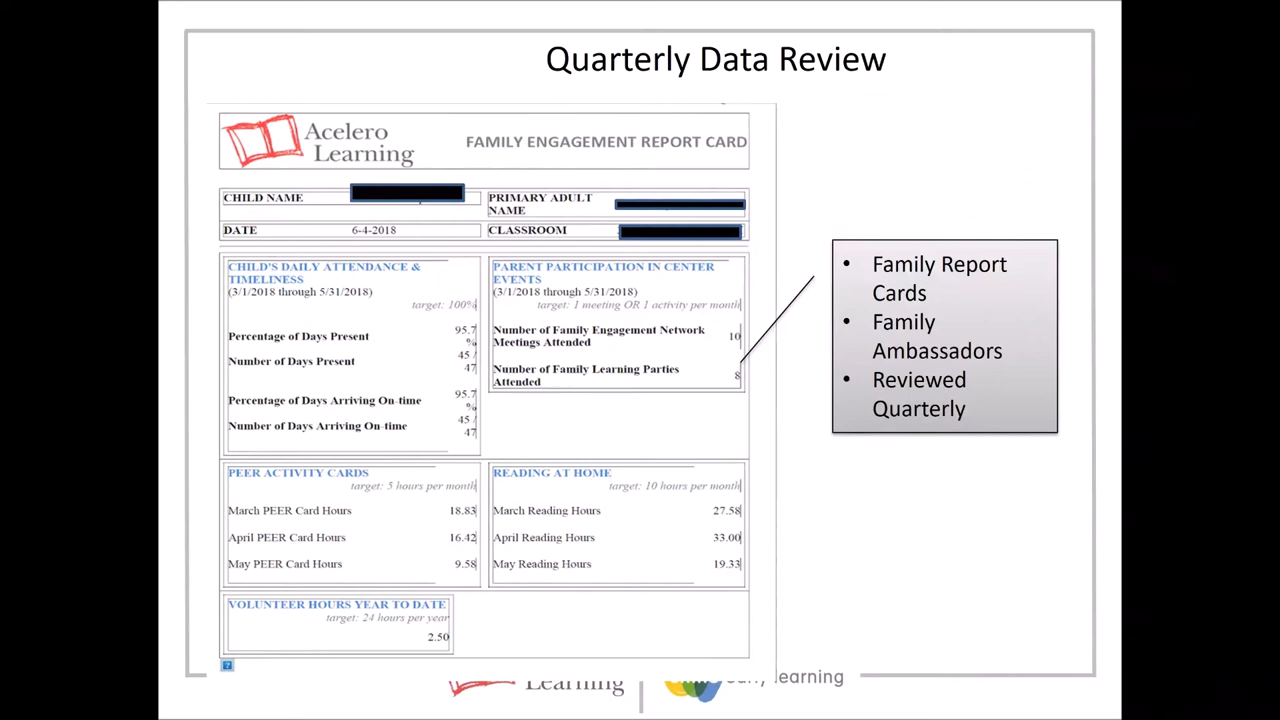 Quarterly Data Review
Acelero
Learning
FAMILY ENGAGEMENT REPORT CARD
CHILD NAME
PRIMARY ADULT
NAME
DATE 6-4-2018
CLASSROOM
CHILD'S DAILY ATTENDANCE &
TIMELINESS
(3/1/2018 through 5/31/2018)
target: 100%
Percentage of Days Present 95.7
%
Number of Days Present 45 /
47
Percentage of Days Arriving On-time 95.7
%
Number of Days Arriving On-time 45 /
47
PARENT PARTICIPATION IN CENTER
EVENTS
(3/1/2018 through 5/31/2018)
target: 1 meeting OR 1 activity per month
Number of Family Engagement Network
Meetings Attended 10
Number of Family Learning Parties
Attended 8
PEER ACTIVITY CARDS
target: 5 hours per month
March PEER Card Hours 18.83
April PEER Card Hours 16.42
May PEER Card Hours 9.58
READING AT HOME
target: 10 hours per month
March Reading Hours 27.58
April Reading Hours 33.00
May Reading Hours 19.33
VOLUNTEER HOURS YEAR TO DATE
target: 24 hours per year
2.50
• Family Report
Cards
• Family
Ambassadors
• Reviewed
Quarterly
Learning
early learning